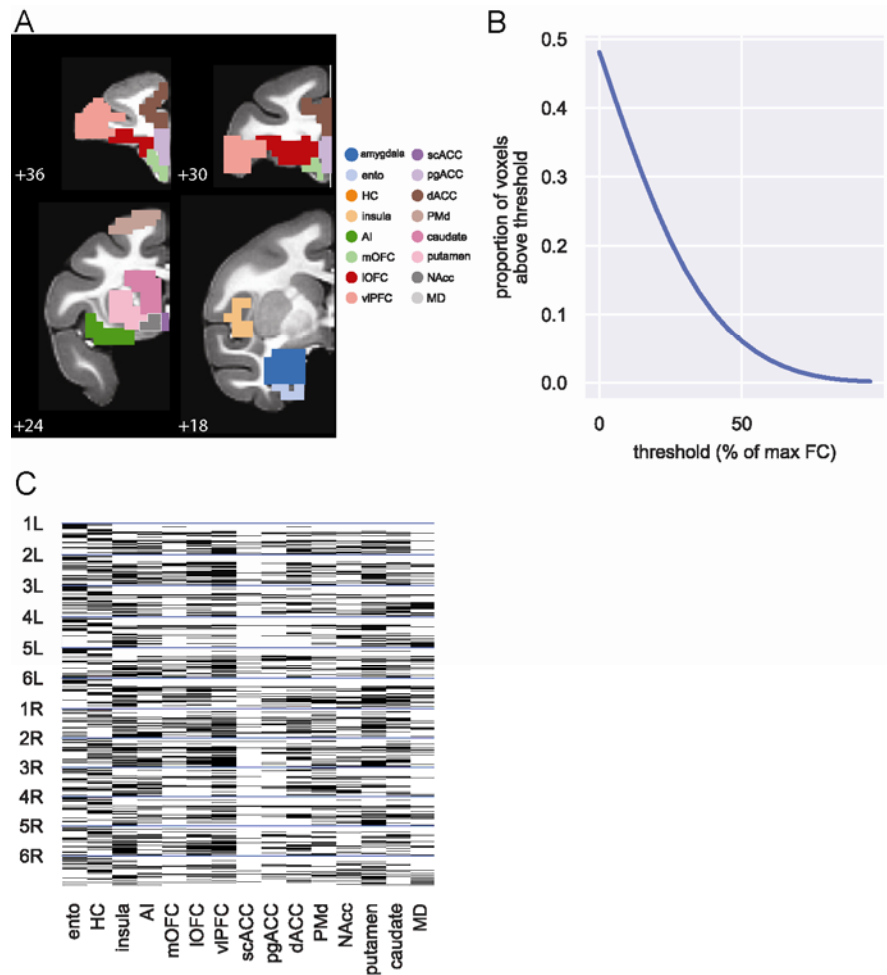 A
+36
+30
+24
+18
amygdala
ento
HC
insula
AI
mOFC
lOFC
vlPFC
scACC
pgACC
dACC
PMd
caudate
putamen
NAcc
MD
B
proportion of voxels
above threshold
0.5
0.4
0.3
0.2
0.1
0.0
0
50
threshold (% of max FC)
C
1L
2L
3L
4L
5L
6L
1R
2R
3R
4R
5R
6R
ento
HC
insula
AI
mOFC
lOFC
vlPFC
scACC
pgACC
dACC
PMd
NAcc
putamen
caudate
MD